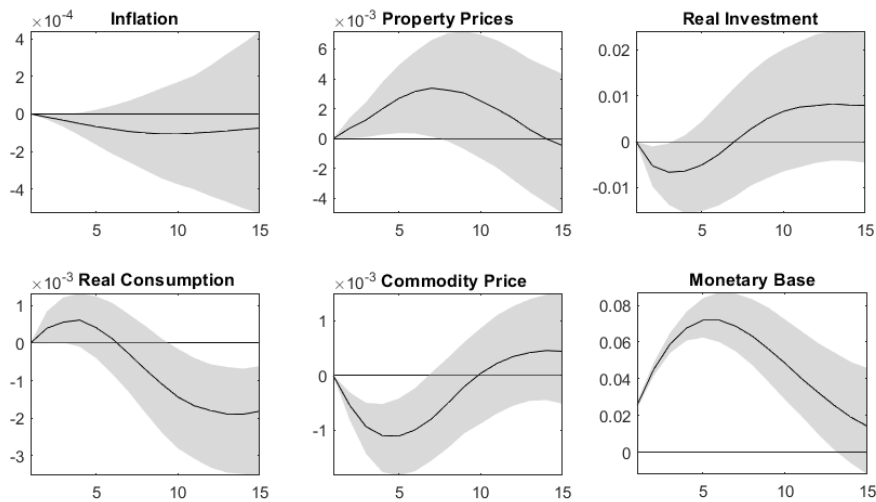 ×10⁻⁴ Inflation
4
2
0
-2
-4
5 10 15
×10⁻³ Property Prices
6
4
2
0
-2
-4
5 10 15
Real Investment
0.02
0.01
0
-0.01
5 10 15
×10⁻³ Real Consumption
1
0
-1
-2
-3
5 10 15
×10⁻³ Commodity Price
1
0
-1
5 10 15
Monetary Base
0.08
0.06
0.04
0.02
0
5 10 15